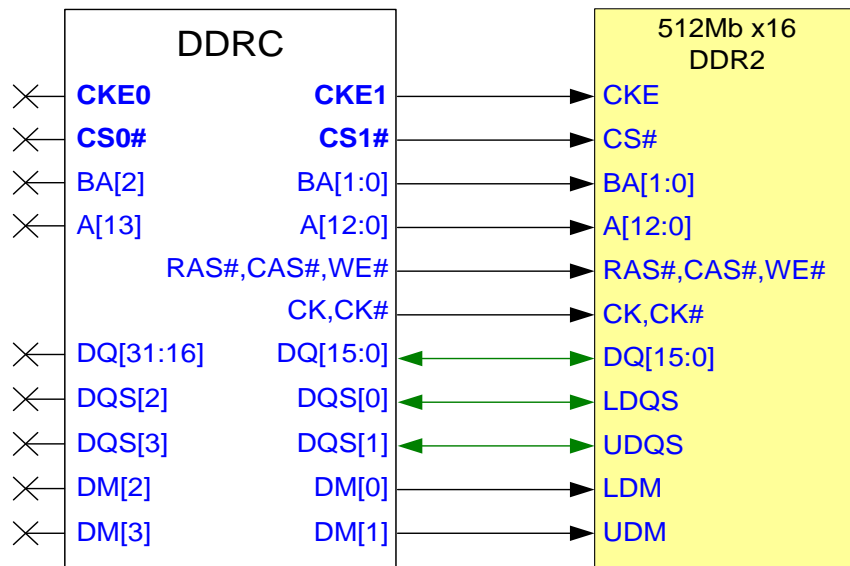 DDRC
512Mb x16
DDR2
CKE0 CKE1 CKE
CS0# CS1# CS#
BA[2] BA[1:0] BA[1:0]
A[13] A[12:0] A[12:0]
RAS#,CAS#,WE# RAS#,CAS#,WE#
CK,CK# CK,CK#
DQ[31:16] DQ[15:0] DQ[15:0]
DQS[2] DQS[0] LDQS
DQS[3] DQS[1] UDQS
DM[2] DM[0] LDM
DM[3] DM[1] UDM